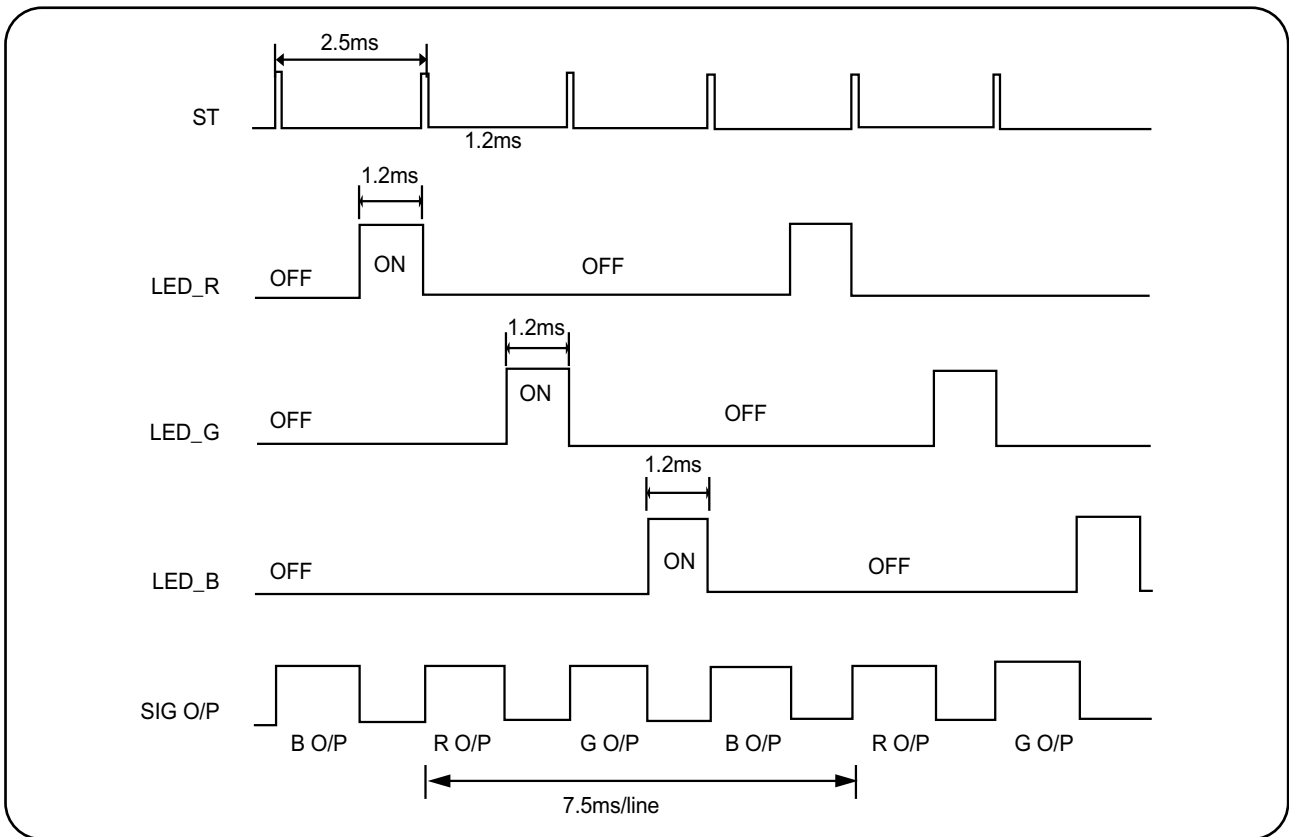 2.5ms
ST
1.2ms
1.2ms
LED_R
OFF
ON
OFF
1.2ms
LED_G
OFF
ON
OFF
1.2ms
LED_B
OFF
ON
OFF
SIG O/P
B O/P
R O/P
G O/P
B O/P
R O/P
G O/P
7.5ms/line